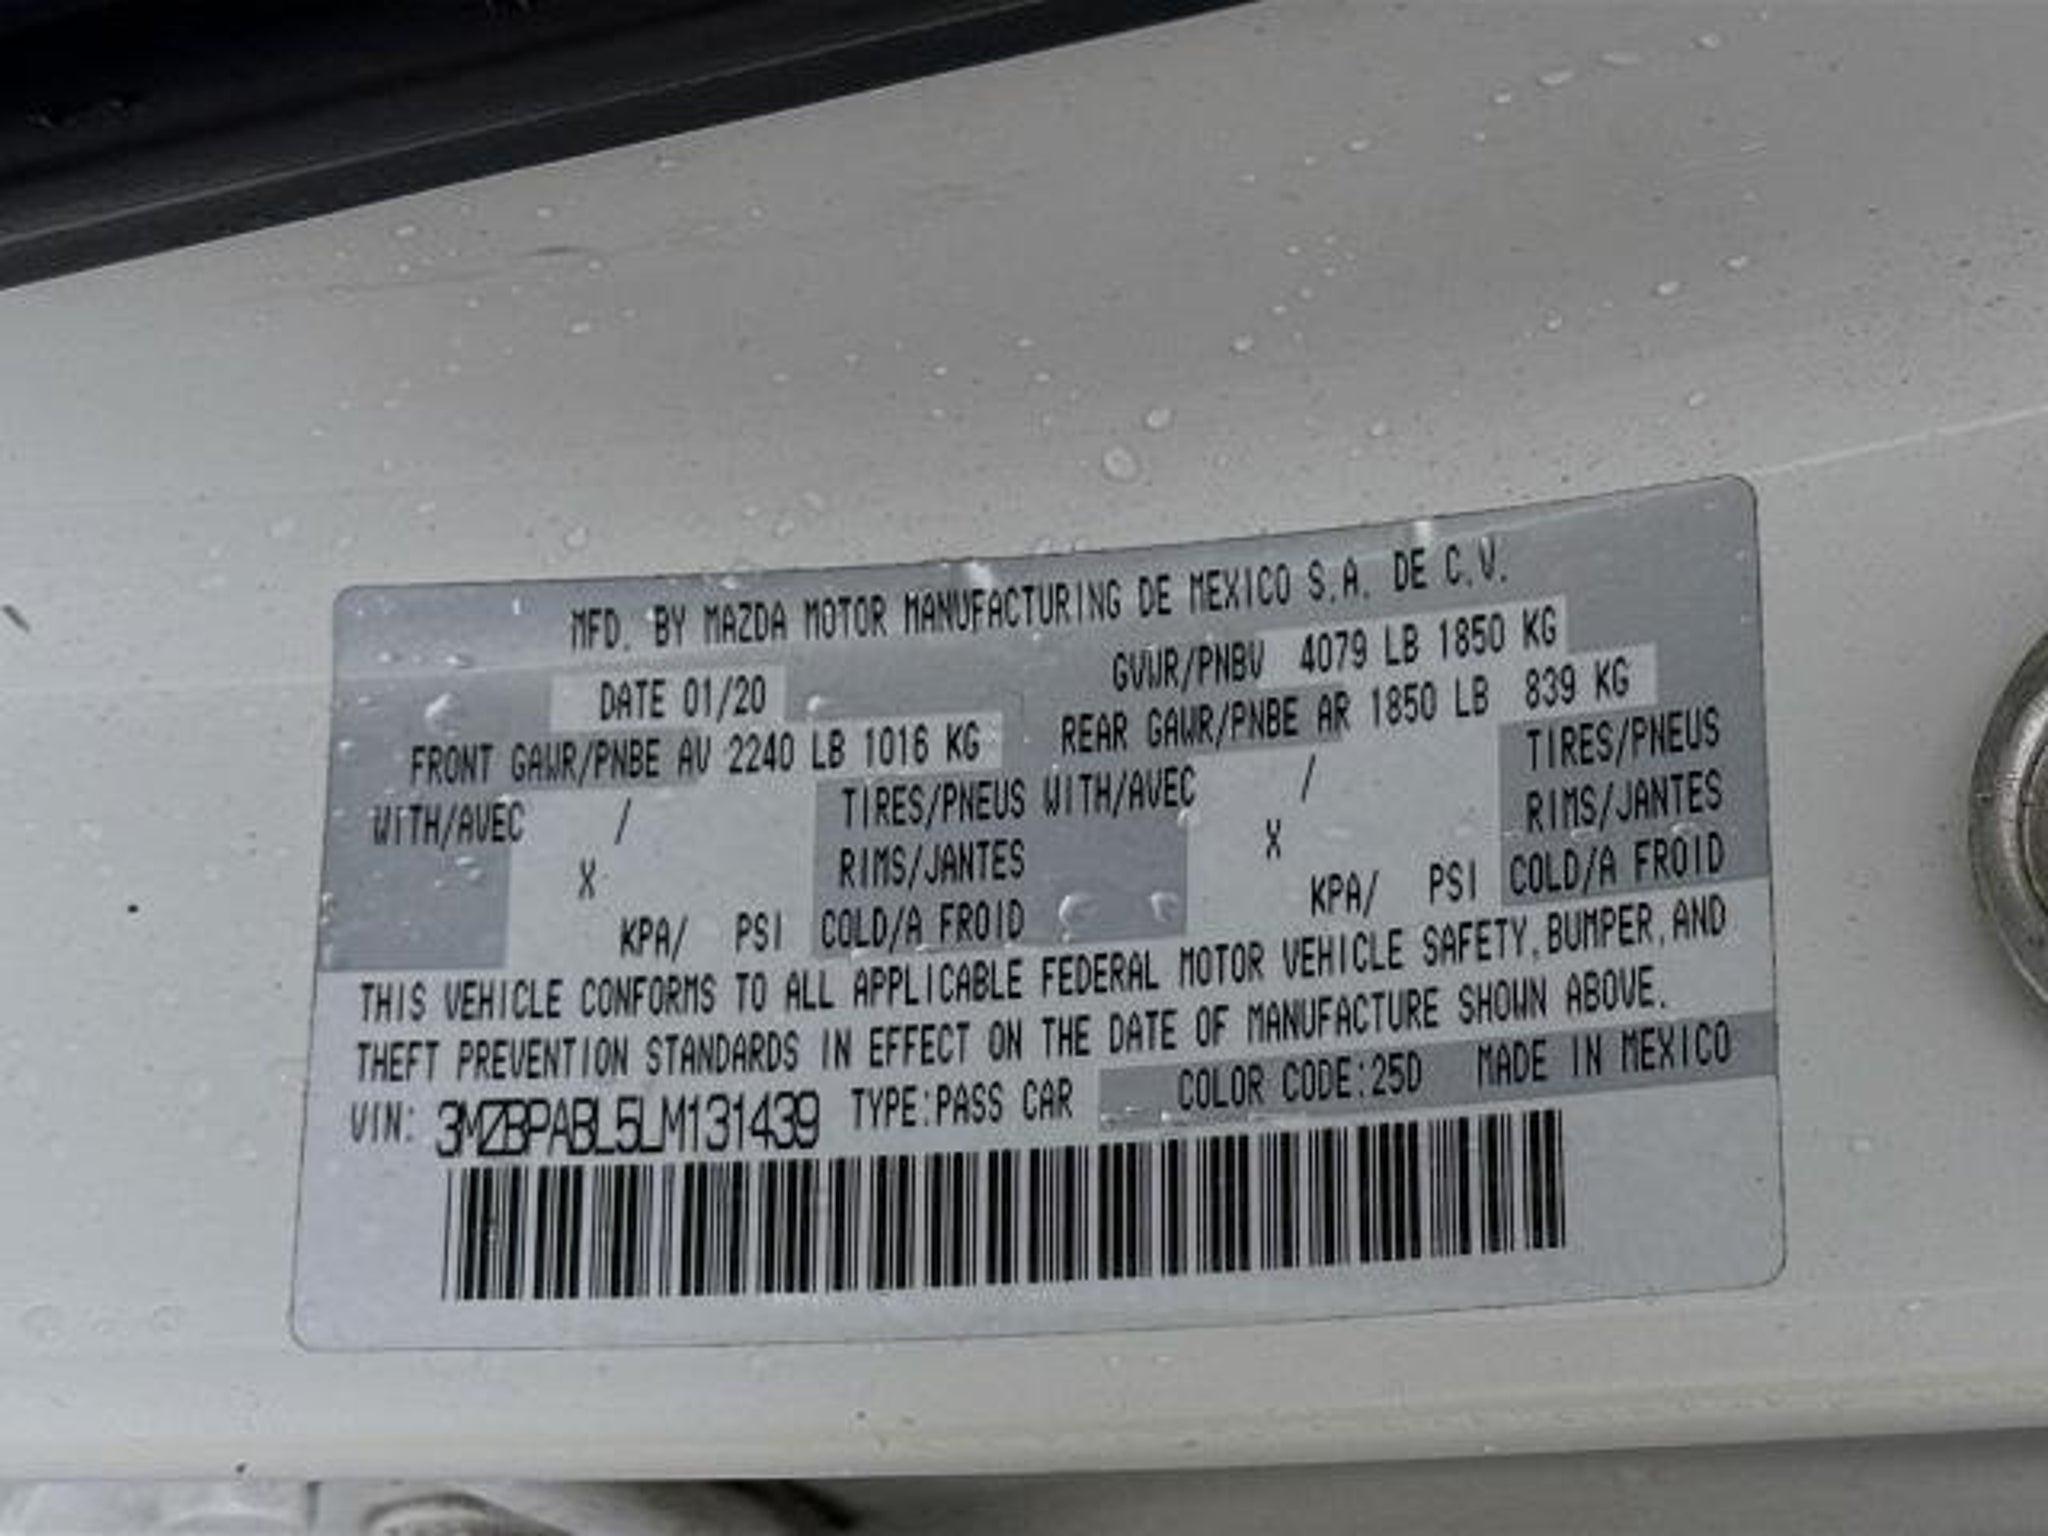 MFD. BY MAZDA MOTOR MANUFACTURING DE MEXICO S.A. DE C.V.
DATE 01/20 GVWR/PNBV 4079 LB 1850 KG
FRONT GAWR/PNBE AV 2240 LB 1016 KG REAR GAWR/PNBE AR 1850 LB 839 KG
WITH/AVEC / TIRES/PNEUS WITH/AVEC / TIRES/PNEUS
X RIMS/JANTES X RIMS/JANTES
KPA/ PSI COLD/A FROID KPA/ PSI COLD/A FROID
THIS VEHICLE CONFORMS TO ALL APPLICABLE FEDERAL MOTOR VEHICLE SAFETY, BUMPER, AND
THEFT PREVENTION STANDARDS IN EFFECT ON THE DATE OF MANUFACTURE SHOWN ABOVE.
VIN: 3MZBPABL5LM131439 TYPE:PASS CAR COLOR CODE:25D MADE IN MEXICO